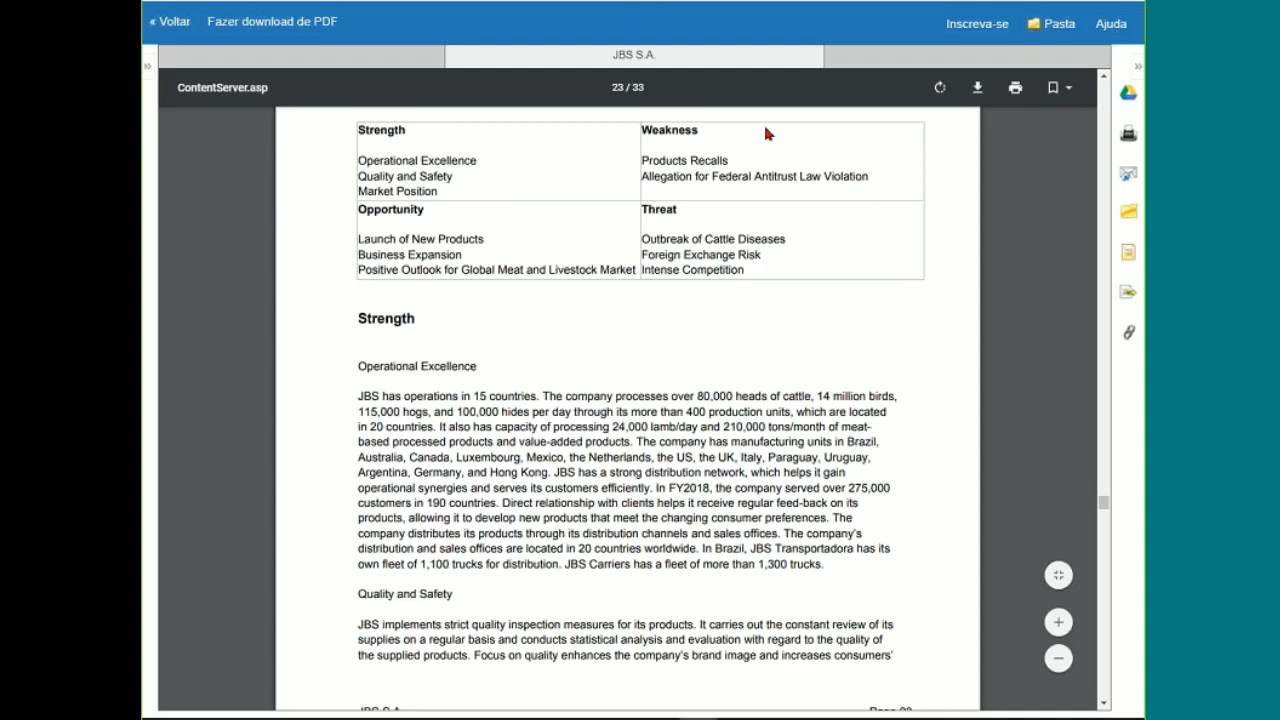 « Voltar Fazer download de PDF Inscreva-se Pasta Ajuda
JBS S.A.
ContentServer.asp 23 / 33
Strength
Operational Excellence
Quality and Safety
Market Position
Weakness
Products Recalls
Allegation for Federal Antitrust Law Violation
Opportunity
Launch of New Products
Business Expansion
Positive Outlook for Global Meat and Livestock Market
Threat
Outbreak of Cattle Diseases
Foreign Exchange Risk
Intense Competition
Strength
Operational Excellence
JBS has operations in 15 countries. The company processes over 80,000 heads of cattle, 14 million birds,
115,000 hogs, and 100,000 hides per day through its more than 400 production units, which are located
in 20 countries. It also has capacity of processing 24,000 lamb/day and 210,000 tons/month of meat-
based processed products and value-added products. The company has manufacturing units in Brazil,
Australia, Canada, Luxembourg, Mexico, the Netherlands, the US, the UK, Italy, Paraguay, Uruguay,
Argentina, Germany, and Hong Kong. JBS has a strong distribution network, which helps it gain
operational synergies and serves its customers efficiently. In FY2018, the company served over 275,000
customers in 190 countries. Direct relationship with clients helps it receive regular feed-back on its
products, allowing it to develop new products that meet the changing consumer preferences. The
company distributes its products through its distribution channels and sales offices. The company's
distribution and sales offices are located in 20 countries worldwide. In Brazil, JBS Transportadora has its
own fleet of 1,100 trucks for distribution. JBS Carriers has a fleet of more than 1,300 trucks.
Quality and Safety
JBS implements strict quality inspection measures for its products. It carries out the constant review of its
supplies on a regular basis and conducts statistical analysis and evaluation with regard to the quality of
the supplied products. Focus on quality enhances the company's brand image and increases consumers'